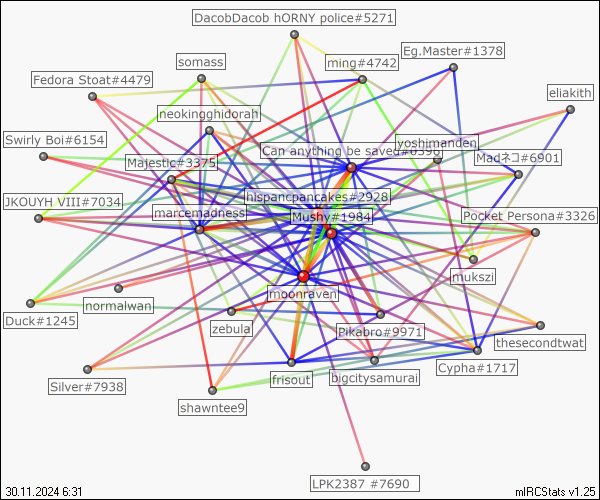 DacobDacob hORNY police#5271
Eg.Master#1378
somass
ming#4742
Fedora Stoat#4479
eliakith
neokingghidorah
yoshimanden
Swirly Boi#6154
Can anything be saved#0390
Majestic#3375
Madネコ#6901
JKOUYH VIII#7034
hispancpancakes#2928
marcemadness
Mushy#1984
Pocket Persona#3326
mukszi
moonraven
normalwan
Duck#1245
zebula
Pikabro#9971
thesecondtwat
Cypha#1717
Silver#7938
frisout
bigcitysamurai
shawntee9
LPK2387 #7690
30.11.2024 6:31
mIRCStats v1.25